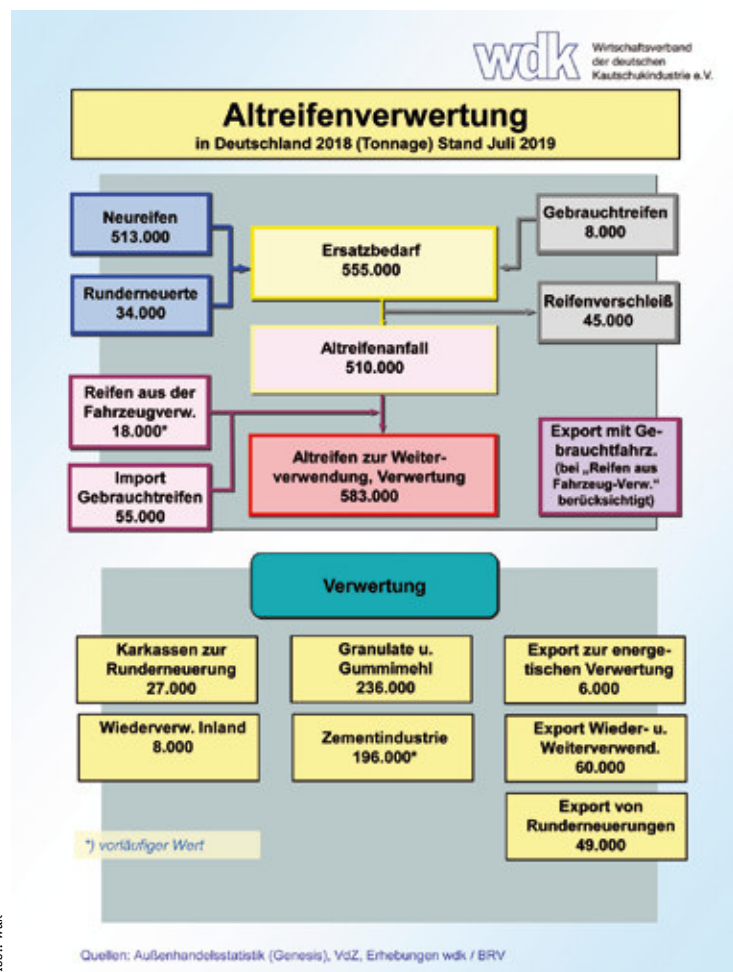 wdk
Wirtschaftsverband
der deutschen
Kautschukindustrie e.V.
Altreifenverwertung
in Deutschland 2018 (Tonnage) Stand Juli 2019
Neureifen
513.000
Gebrauchtreifen
8.000
Ersatzbedarf
555.000
Runderneuerte
34.000
Reifenverschleiß
45.000
Altreifenanfall
510.000
Reifen aus der
Fahrzeugverw.
18.000*
Import
Gebrauchtreifen
55.000
Altreifen zur Weiter-
verwendung, Verwertung
583.000
Export mit Ge-
brauchtfahrz.
(bei „Reifen aus
Fahrzeug-Verw.“
berücksichtigt)
Verwertung
Karkassen zur
Runderneuerung
27.000
Granulate u.
Gummimehl
236.000
Export zur energe-
tischen Verwertung
6.000
Wiederverw. Inland
8.000
Zementindustrie
196.000*
Export Wieder- u.
Weiterverwend.
60.000
Export von
Runderneuerungen
49.000
*) vorläufiger Wert
Quellen: Außenhandelsstatistik (Genesis), VdZ, Erhebungen wdk / BRV